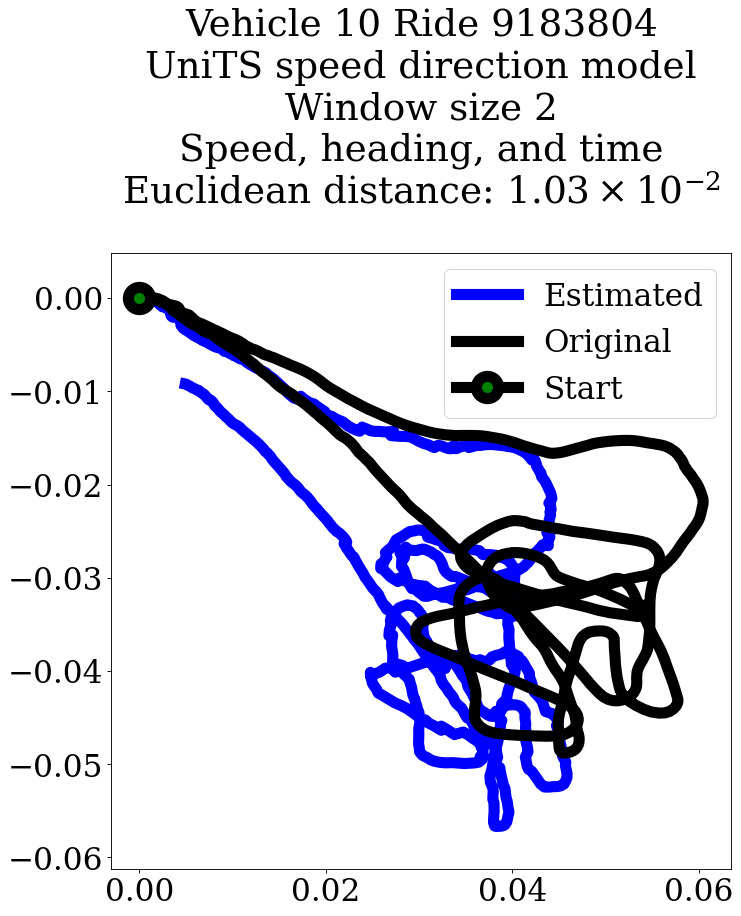 Vehicle 10 Ride 9183804
UniTS speed direction model
Window size 2
Speed, heading, and time
Euclidean distance: 1.03 × 10⁻²
Estimated
Original
Start
0.00
−0.01
−0.02
−0.03
−0.04
−0.05
−0.06
0.00 0.02 0.04 0.06